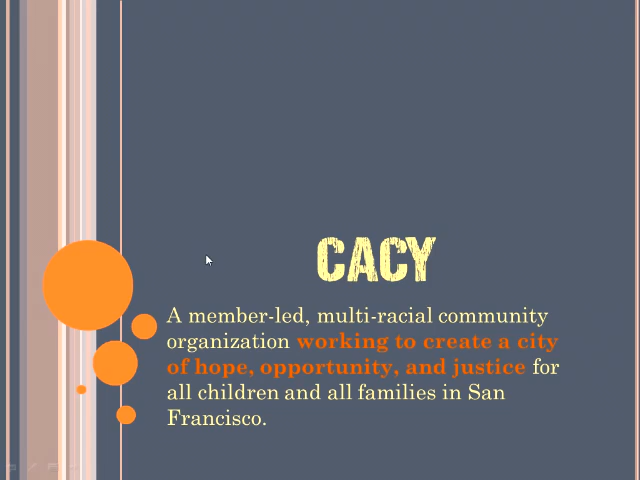 CACY
A member-led, multi-racial community
organization working to create a city
of hope, opportunity, and justice for
all children and all families in San
Francisco.